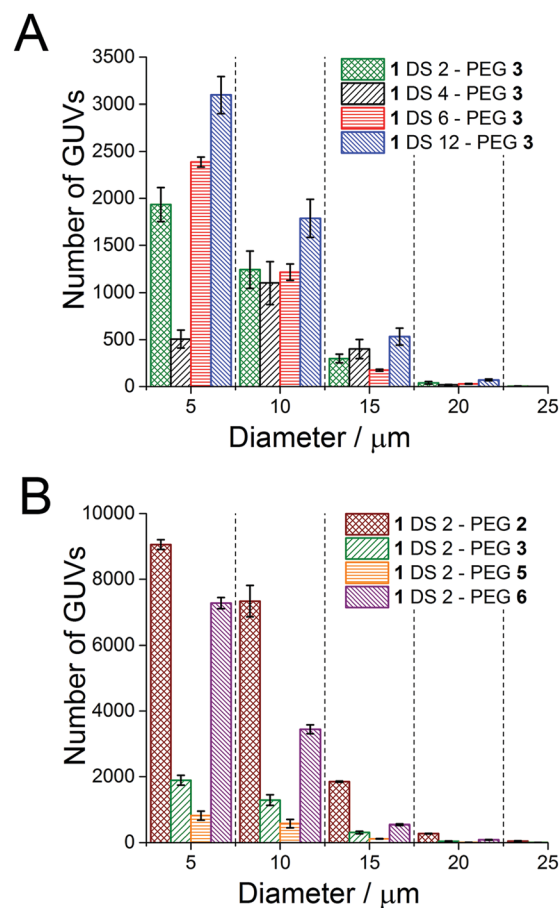 A
Number of GUVs
3500
3000
2500
2000
1500
1000
500
0
1 DS 2 - PEG 3
1 DS 4 - PEG 3
1 DS 6 - PEG 3
1 DS 12 - PEG 3
5 10 15 20 25
Diameter / μm
B
Number of GUVs
10000
8000
6000
4000
2000
0
1 DS 2 - PEG 2
1 DS 2 - PEG 3
1 DS 2 - PEG 5
1 DS 2 - PEG 6
5 10 15 20 25
Diameter / μm